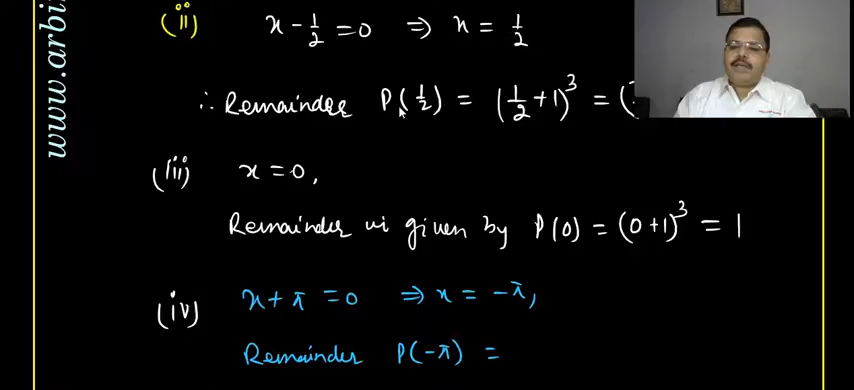 www.arbi
(ii) x - 1/2 = 0 ⇒ x = 1/2
∴ Remainder P(1/2) = (1/2 + 1)^3 = (
(iii) x = 0,
Remainder is given by P(0) = (0+1)^3 = 1
(iv) x + π = 0 ⇒ x = -π,
Remainder P(-π) =